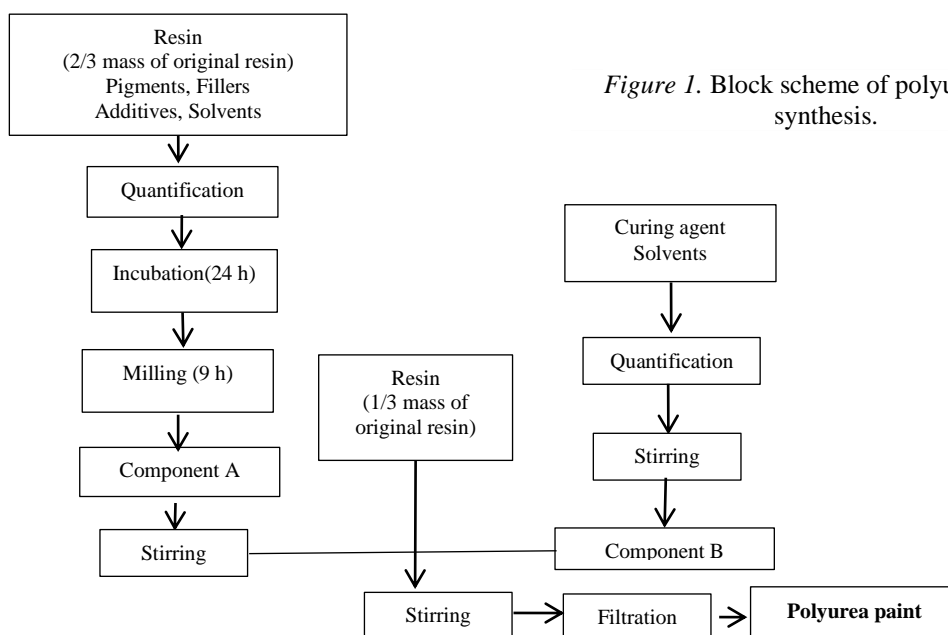 Resin
(2/3 mass of original resin)
Pigments, Fillers
Additives, Solvents
Figure 1. Block scheme of
synthesis.
Quantification
Incubation(24 h)
Milling (9 h)
Component A
Stirring
Resin
(1/3 mass of
original resin)
Curing agent
Solvents
Quantification
Stirring
Component B
Stirring
Filtration
Polyurea paint